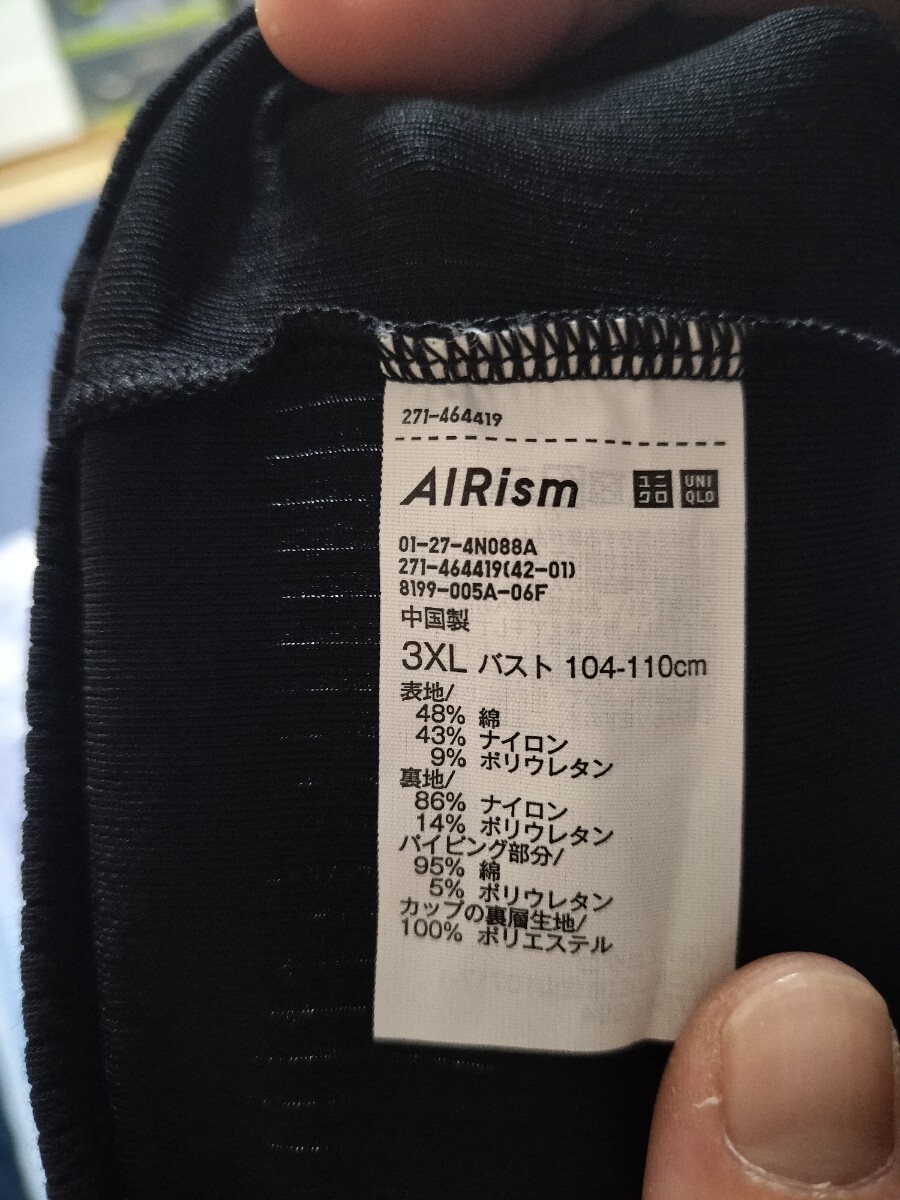 271-464419
AIRism ユニクロ UNIQLO
01-27-4N088A
271-464419(42-01)
8199-005A-06F
中国製
3XL バスト 104-110cm
表地/
48% 綿
43% ナイロン
9% ポリウレタン
裏地/
86% ナイロン
14% ポリウレタン
パイピング部分/
95% 綿
5% ポリウレタン
カップの裏層生地/
100% ポリエステル